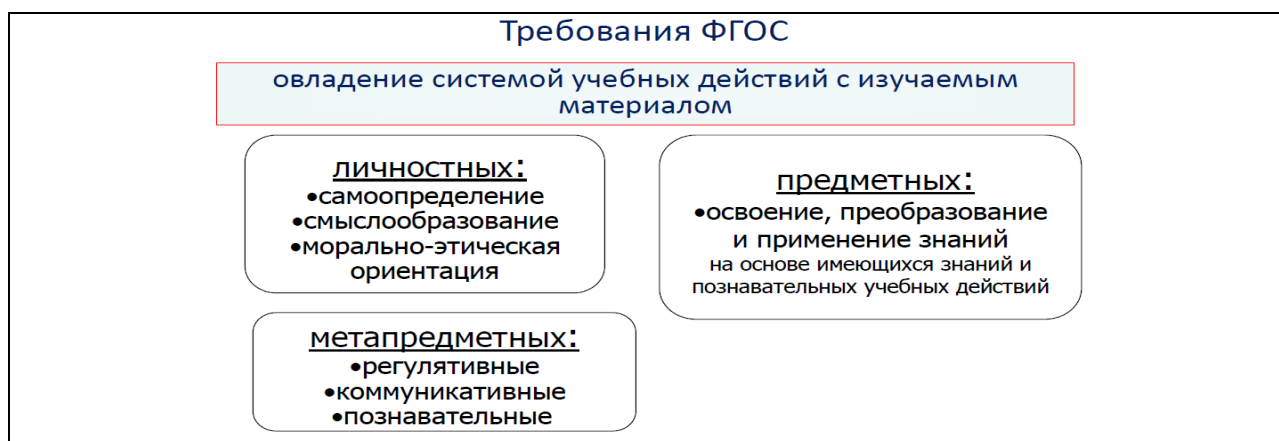 Требования ФГОС
овладение системой учебных действий с изучаемым
материалом
личностных:
•самоопределение
•смыслообразование
•морально-этическая
ориентация
предметных:
•освоение, преобразование
и применение знаний
на основе имеющихся знаний и
познавательных учебных действий
метапредметных:
•регулятивные
•коммуникативные
•познавательные